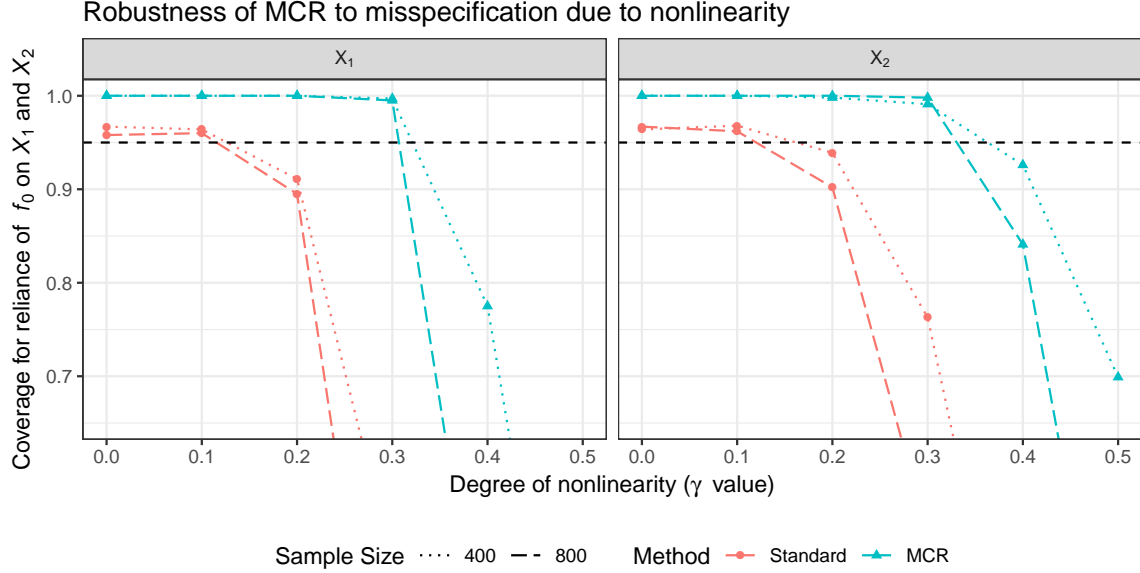 Robustness of MCR to misspecification due to nonlinearity
X₁
X₂
Coverage for reliance of f₀ on X₁ and X₂
1.0
0.9
0.8
0.7
0.0 0.1 0.2 0.3 0.4 0.5
0.0 0.1 0.2 0.3 0.4 0.5
Degree of nonlinearity (γ value)
Sample Size 400 800 Method Standard MCR